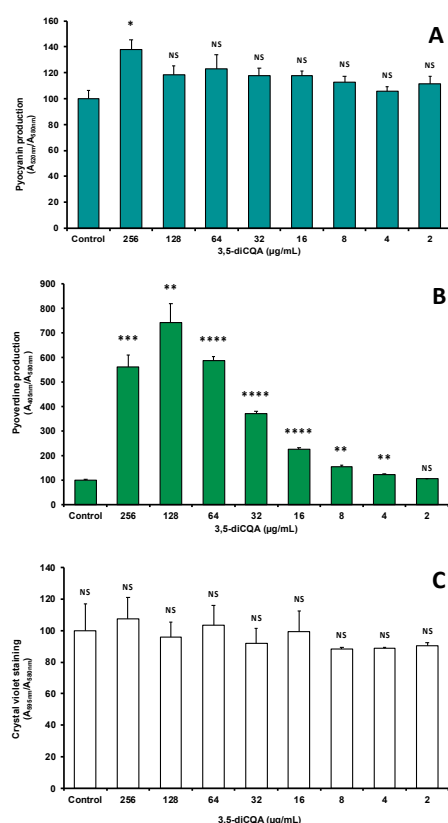 A
Pyocyanin production
(A520nm/A580nm)
160
140
120
100
80
60
40
20
0
*
NS
NS
NS
NS
NS
NS
NS
Control 256 128 64 32 16 8 4 2
3,5-diCQA (µg/mL)
B
Pyoverdine production
(A405nm/A580nm)
900
800
700
600
500
400
300
200
100
0
***
**
****
****
****
**
**
NS
Control 256 128 64 32 16 8 4 2
3,5-diCQA (µg/mL)
C
Crystal violet staining
(A595nm/A580nm)
140
120
100
80
60
40
20
0
NS
NS
NS
NS
NS
NS
NS
NS
NS
Control 256 128 64 32 16 8 4 2
3,5-diCQA (µg/mL)